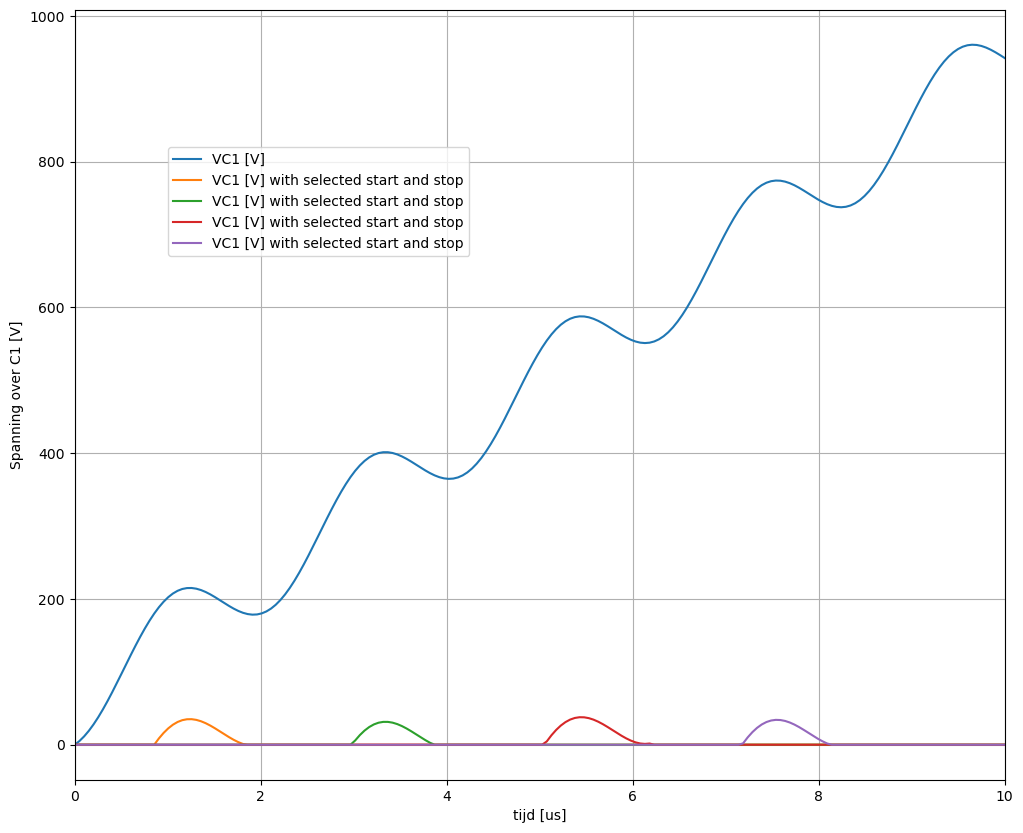 1000
800
600
400
200
0
Spanning over C1 [V]
VC1 [V]
VC1 [V] with selected start and stop
VC1 [V] with selected start and stop
VC1 [V] with selected start and stop
VC1 [V] with selected start and stop
0 2 4 6 8 10
tijd [us]